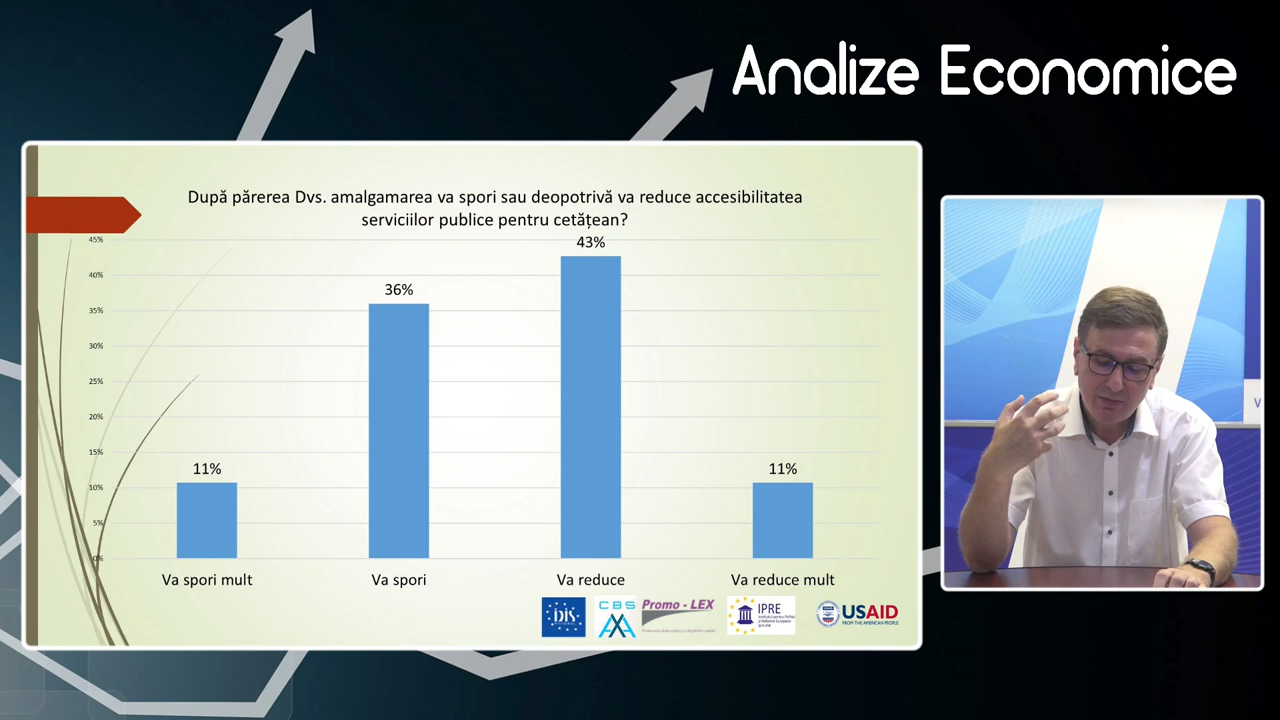 Analize Economice
După părerea Dvs. amalgamarea va spori sau deopotrivă va reduce accesibilitatea
serviciilor publice pentru cetățean?
45%
40%
35%
30%
25%
20%
15%
10%
5%
0%
11%
36%
43%
11%
Va spori mult
Va spori
Va reduce
Va reduce mult
DIS
CBS
AXA
Promo - LEX
IPRE
USAID
FROM THE AMERICAN PEOPLE
V